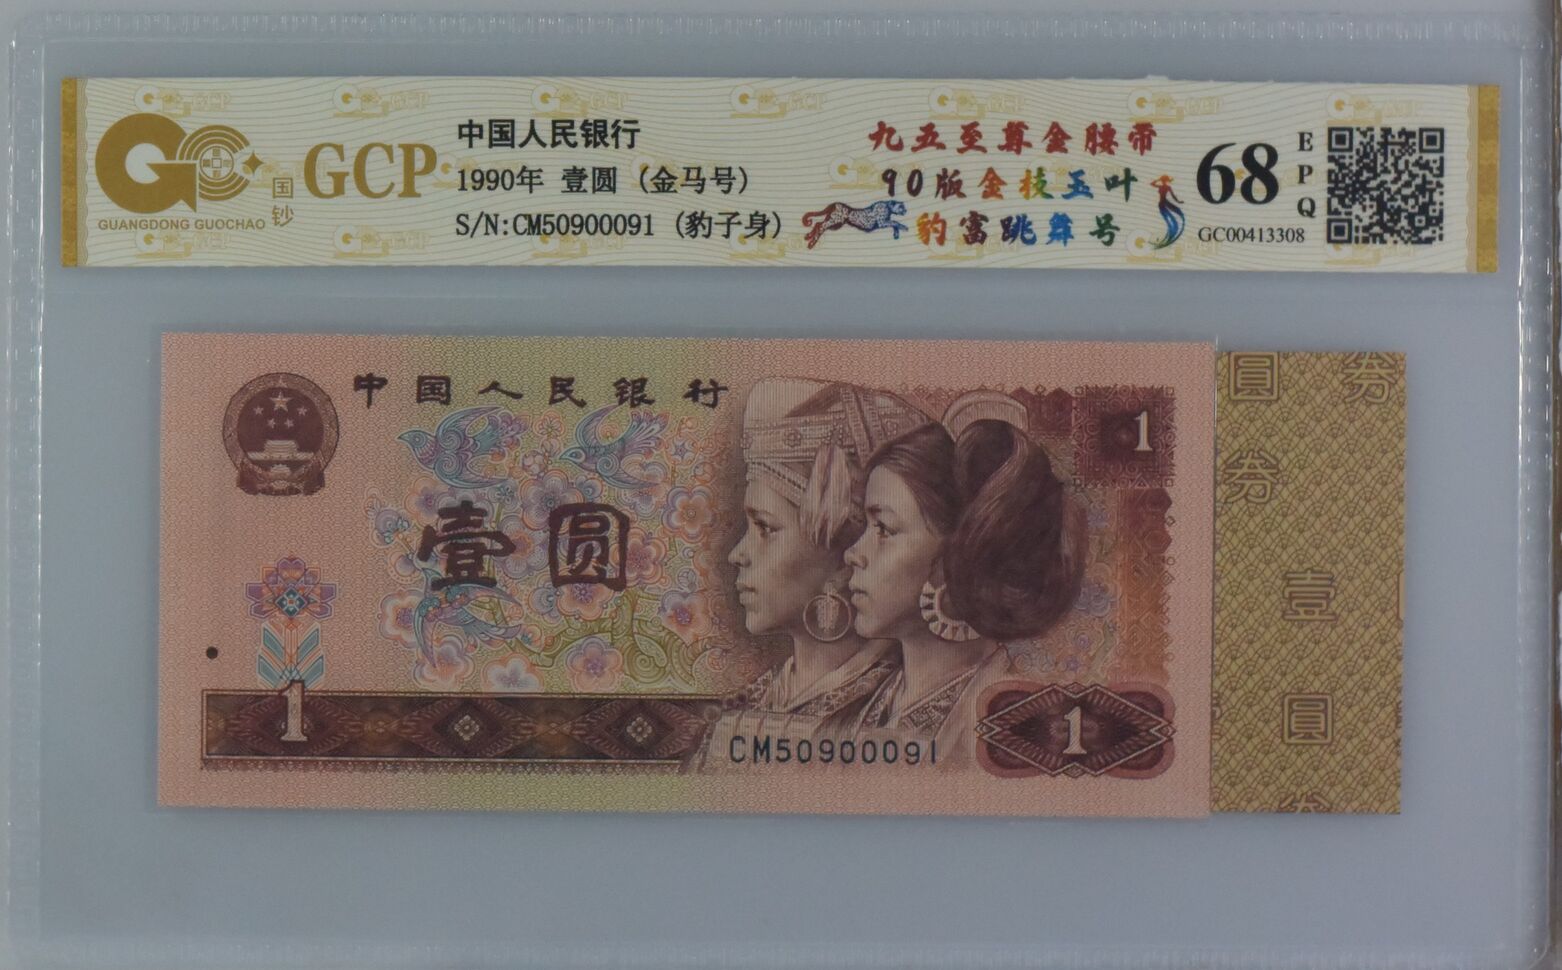 GUANGDONG GUOCHAO
国钞
GCP
中国人民银行
1990年 壹圆 (金马号)
S/N:CM50900091 (豹子身)
九五至尊金腰带
90版金枝玉叶
豹富跳舞号
68
EPQ
GC00413308
中国人民银行
1
壹圆
1
1
CM50900091
圆 券
券
壹
圆